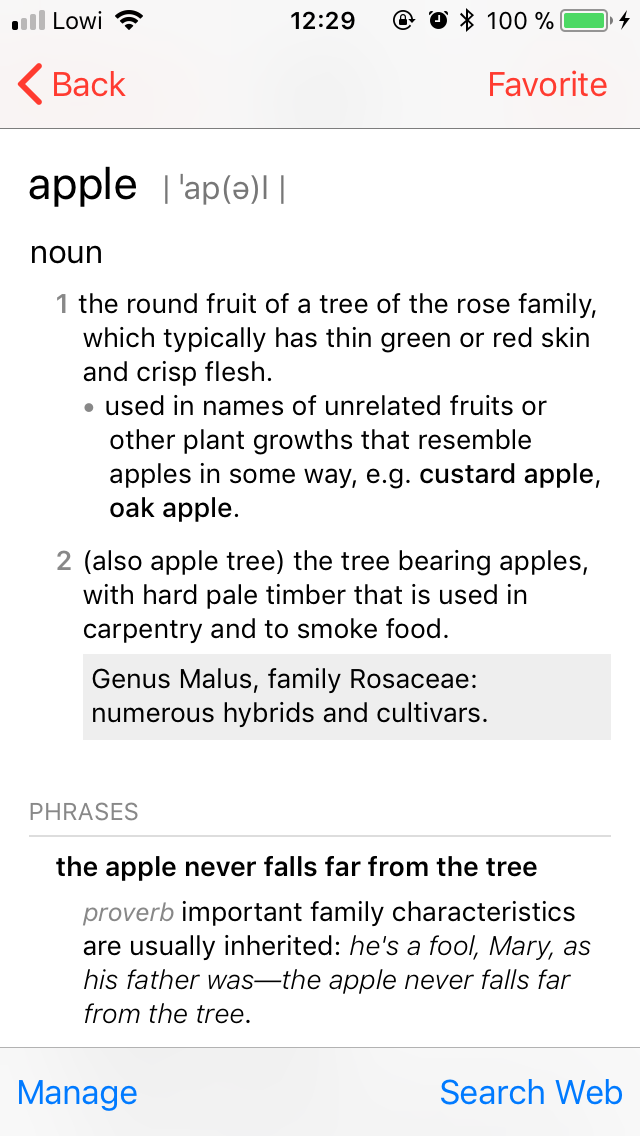 Lowi 12:29 100 %
Back Favorite
apple | ˈap(ə)l |
noun
1 the round fruit of a tree of the rose family,
which typically has thin green or red skin
and crisp flesh.
• used in names of unrelated fruits or
other plant growths that resemble
apples in some way, e.g. custard apple,
oak apple.
2 (also apple tree) the tree bearing apples,
with hard pale timber that is used in
carpentry and to smoke food.
Genus Malus, family Rosaceae:
numerous hybrids and cultivars.
PHRASES
the apple never falls far from the tree
proverb important family characteristics
are usually inherited: he's a fool, Mary, as
his father was—the apple never falls far
from the tree.
Manage Search Web